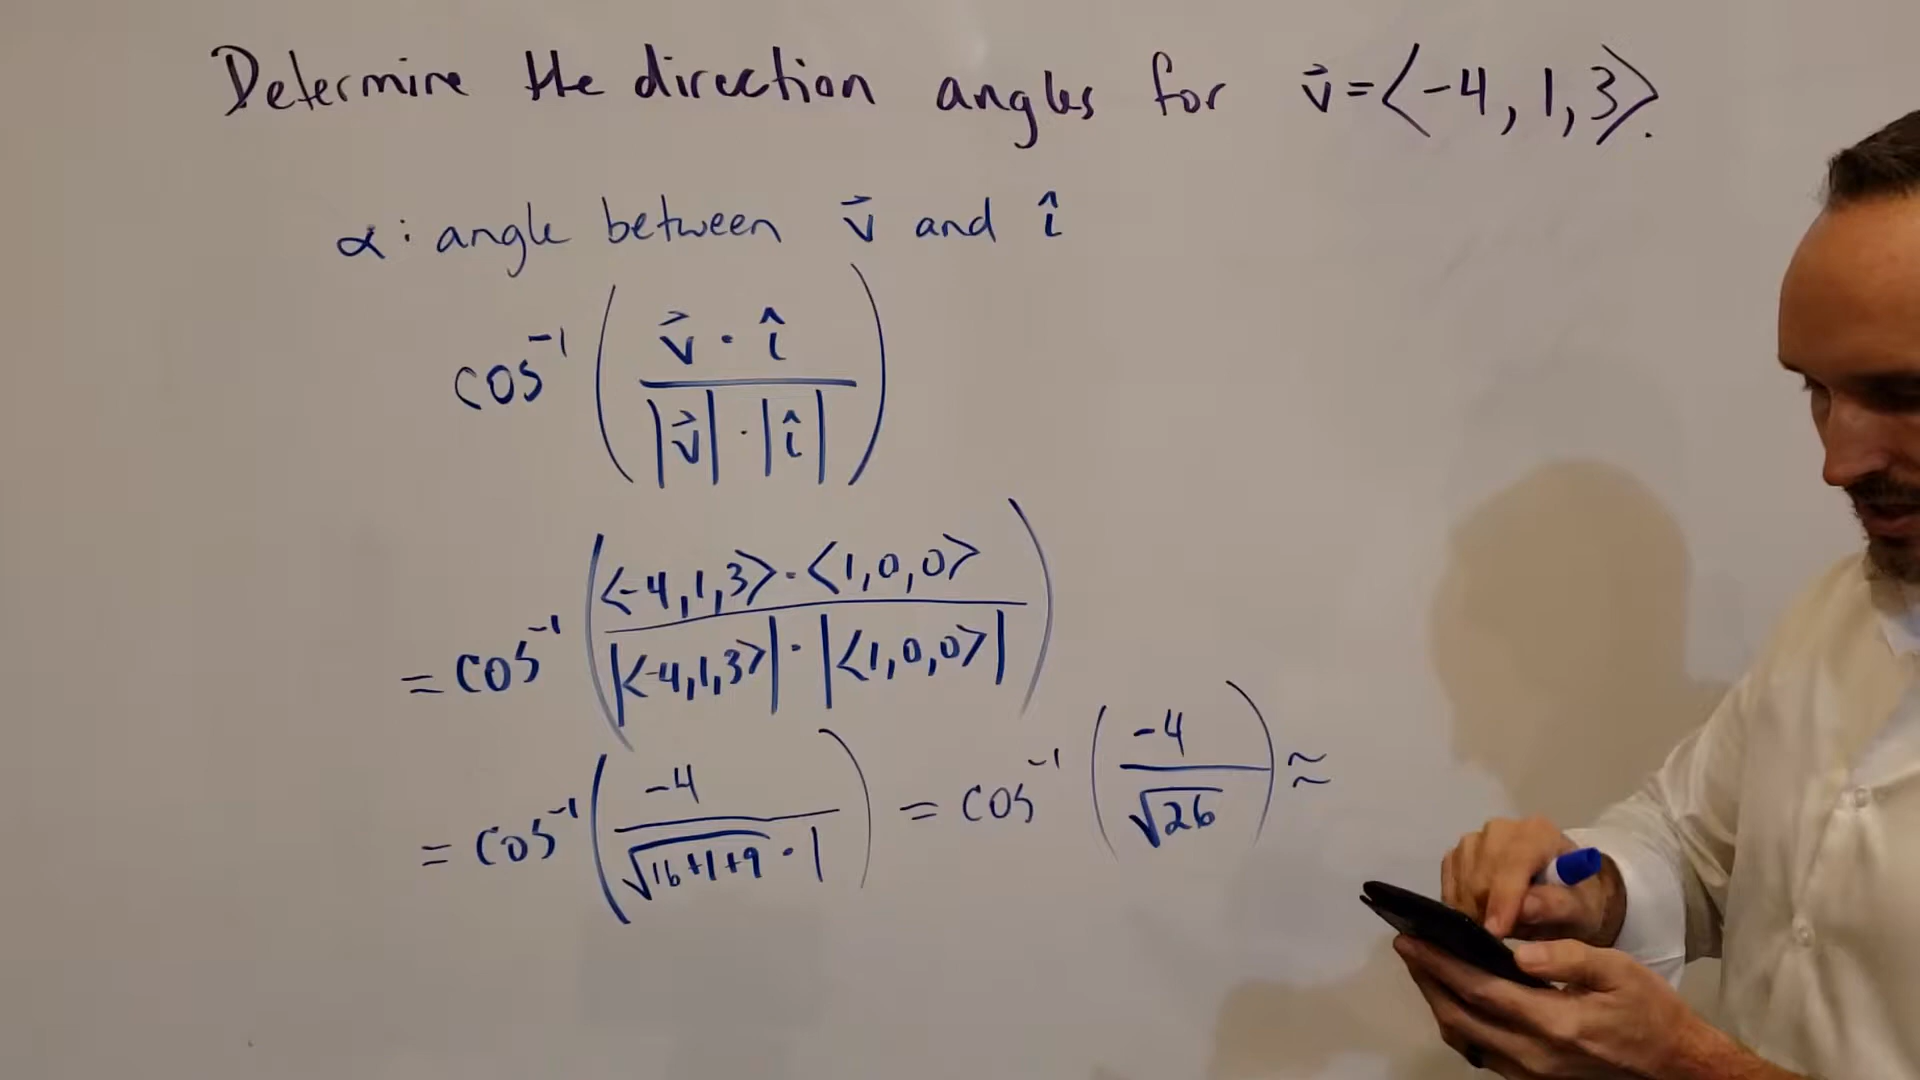 Determine the direction angles for v⃗=⟨-4, 1, 3⟩.
α: angle between v⃗ and î
cos⁻¹ ( v⃗ · î / |v⃗| · |î| )
= cos⁻¹ ( ⟨-4,1,3⟩ · ⟨1,0,0⟩ / |⟨-4,1,3⟩| · |⟨1,0,0⟩| )
= cos⁻¹ ( -4 / √(16+1+9) · 1 ) = cos⁻¹ ( -4 / √26 ) ≈